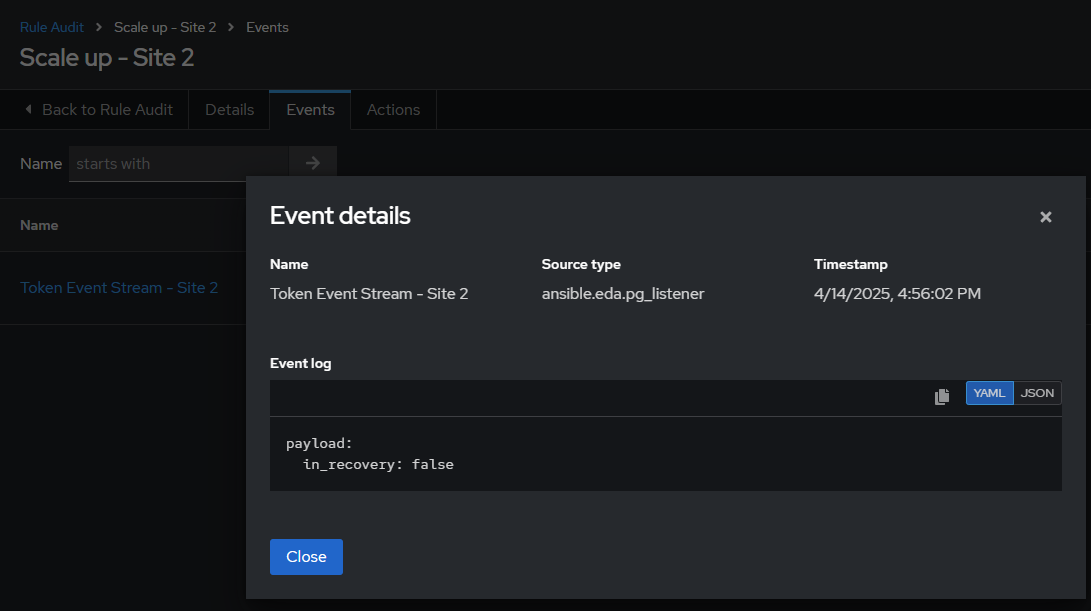 Rule Audit > Scale up - Site 2 > Events
Scale up - Site 2
Back to Rule Audit Details Events Actions
Name starts with
Name
Token Event Stream - Site 2
Event details
Name Source type Timestamp
Token Event Stream - Site 2 ansible.eda.pg_listener 4/14/2025, 4:56:02 PM
Event log
YAML JSON
payload:
  in_recovery: false
Close